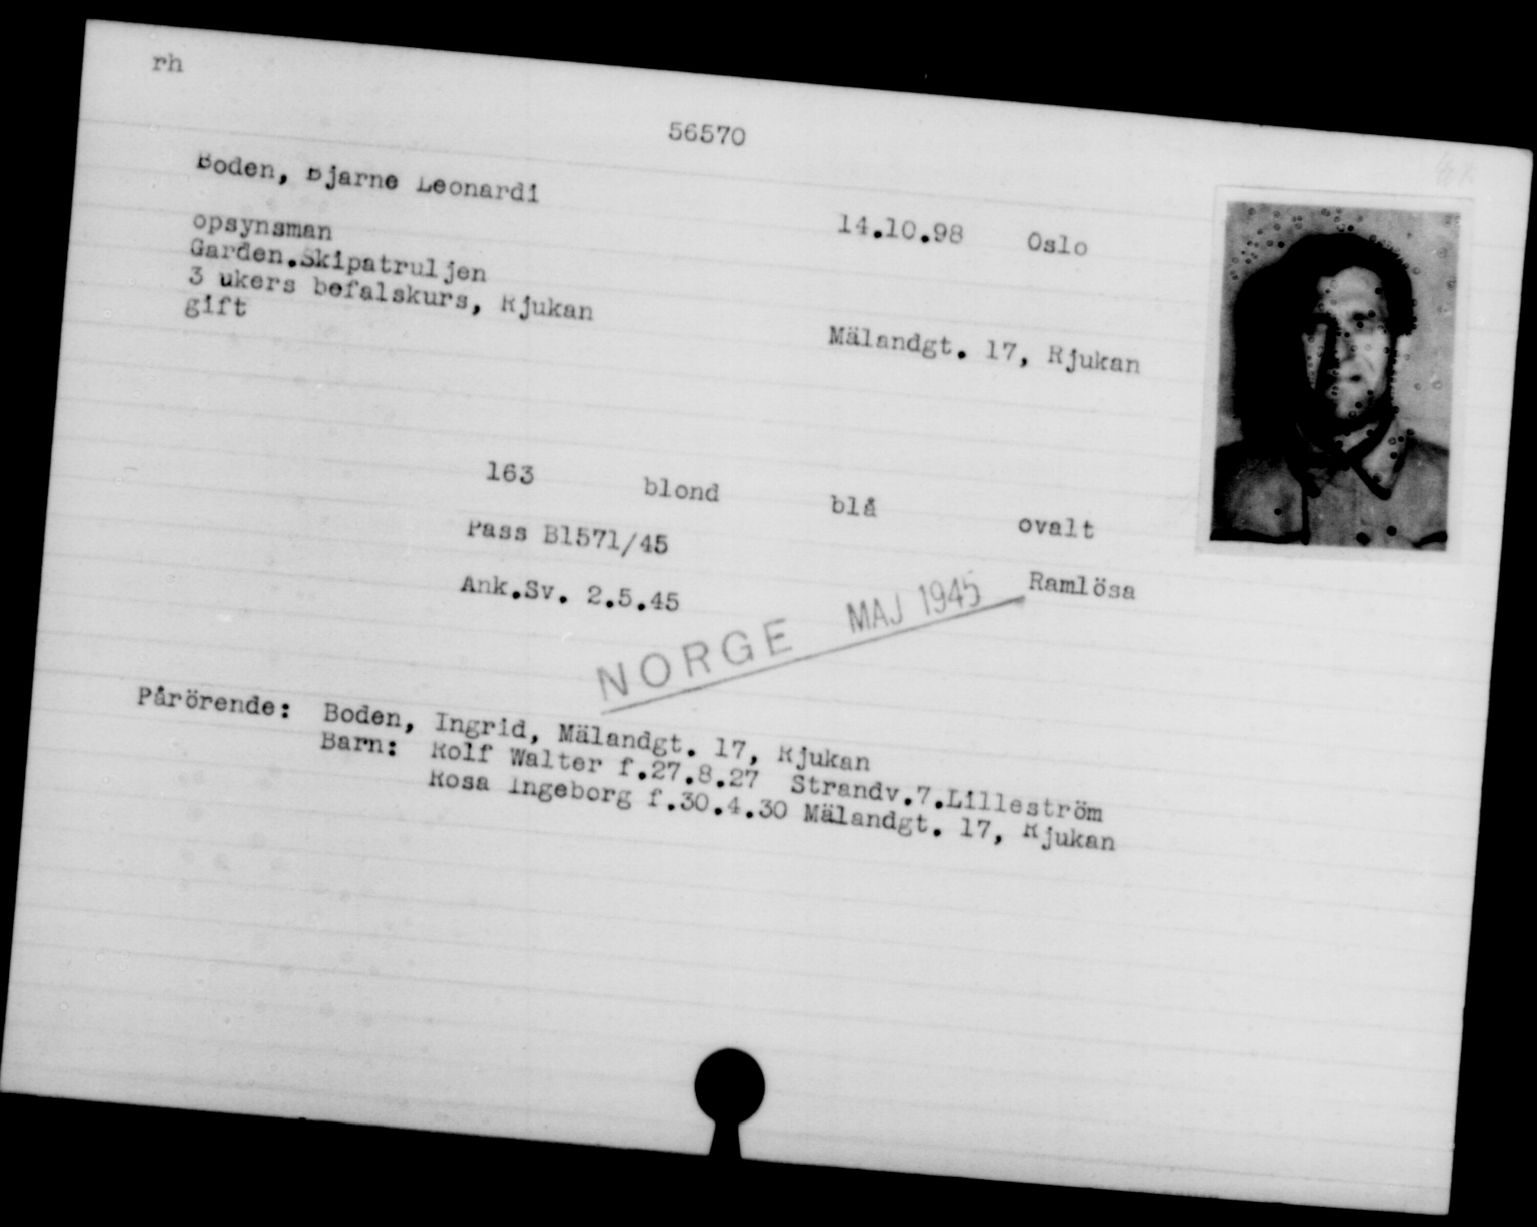 rh
56570
Boden, Bjarne Leonardi
14.10.98 Oslo
opsynsman
Garden.Skipatruljen
3 ukers befalskurs, Rjukan
gift
Mälandgt. 17, Rjukan
163 blond blå ovalt
Pass B1571/45
Ank.Sv. 2.5.45 Ramlösa
NORGE MAJ 1945
Pårörende: Boden, Ingrid, Mälandgt. 17, Rjukan
Barn: Rolf Walter f.27.8.27 Strandv.7.Lilleström
Rosa Ingeborg f.30.4.30 Mälandgt. 17, Rjukan